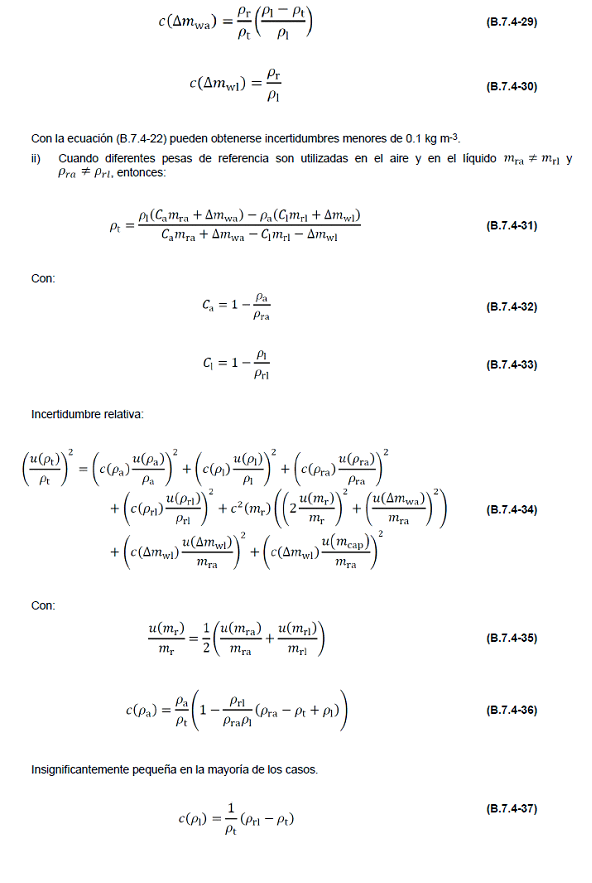 c(Δm_wa) = ρ_r/ρ_t ((ρ_l − ρ_t)/ρ_l) (B.7.4-29)
c(Δm_wl) = ρ_r/ρ_l (B.7.4-30)
Con la ecuación (B.7.4-22) pueden obtenerse incertidumbres menores de 0.1 kg m⁻³.
ii) Cuando diferentes pesas de referencia son utilizadas en el aire y en el líquido m_ra ≠ m_rl y
ρ_ra ≠ ρ_rl, entonces:
ρ_t = (ρ_l(C_a m_ra + Δm_wa) − ρ_a(C_l m_rl + Δm_wl))/(C_a m_ra + Δm_wa − C_l m_rl − Δm_wl) (B.7.4-31)
Con:
C_a = 1 − ρ_a/ρ_ra (B.7.4-32)
C_l = 1 − ρ_l/ρ_rl (B.7.4-33)
Incertidumbre relativa:
(u(ρ_t)/ρ_t)² = (c(ρ_a) u(ρ_a)/ρ_a)² + (c(ρ_l) u(ρ_l)/ρ_l)² + (c(ρ_ra) u(ρ_ra)/ρ_ra)²
+ (c(ρ_rl) u(ρ_rl)/ρ_rl)² + c²(m_r) ((2 u(m_r)/m_r)² + (u(Δm_wa)/m_ra)²) (B.7.4-34)
+ (c(Δm_wl) u(Δm_wl)/m_ra)² + (c(Δm_wl) u(m_cap)/m_ra)²
Con:
u(m_r)/m_r = 1/2 (u(m_ra)/m_ra + u(m_rl)/m_rl) (B.7.4-35)
c(ρ_a) = ρ_a/ρ_t (1 − ρ_rl/(ρ_ra ρ_l) (ρ_ra − ρ_t + ρ_l)) (B.7.4-36)
Insignificantemente pequeña en la mayoría de los casos.
c(ρ_l) = 1/ρ_t (ρ_rl − ρ_t) (B.7.4-37)